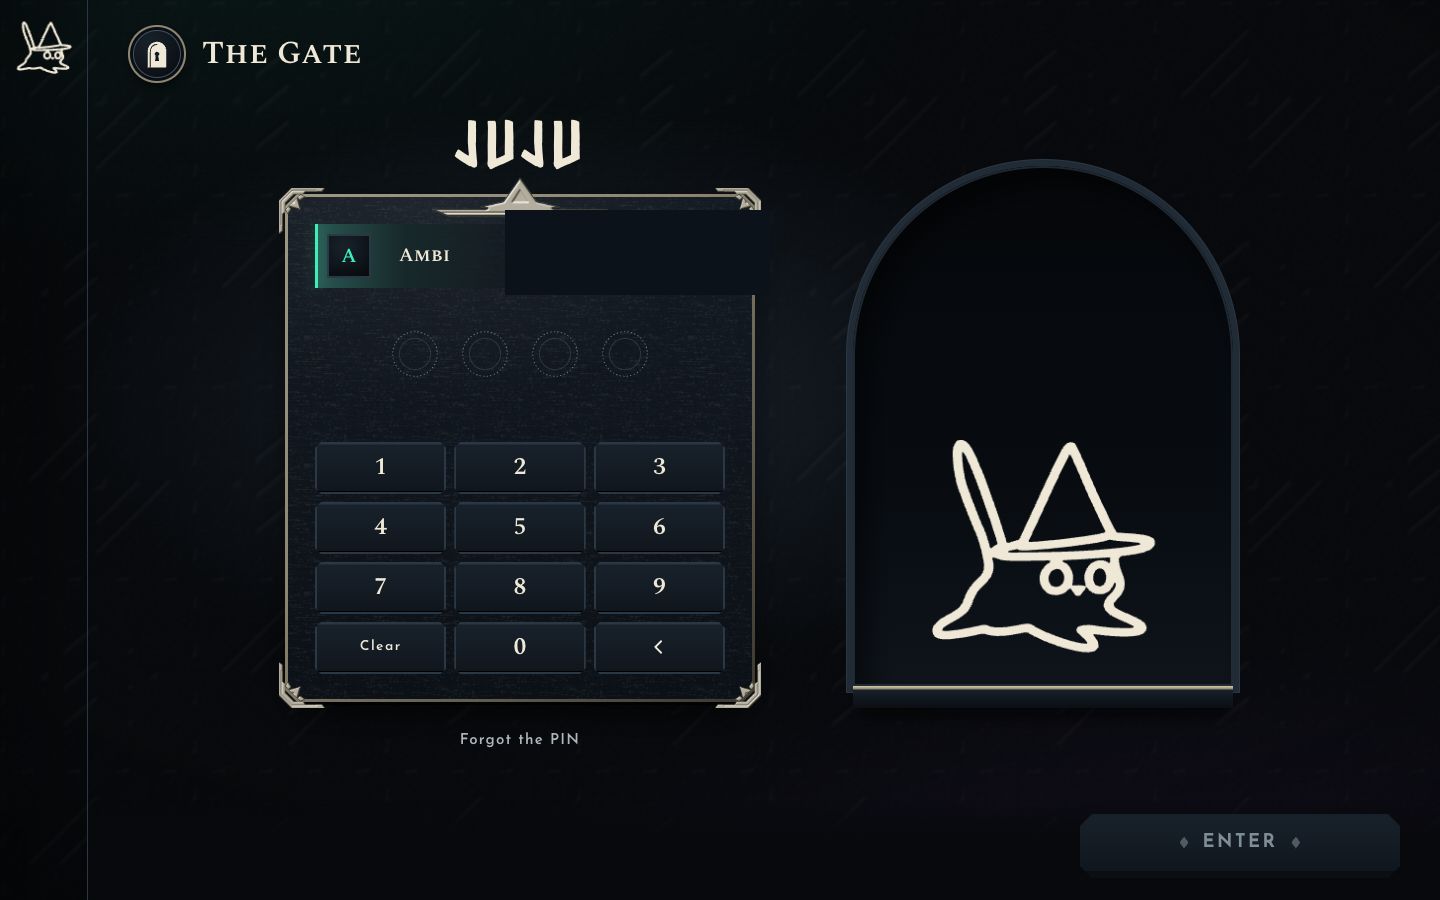 The Gate
JUJU
A Ambi
1 2 3
4 5 6
7 8 9
Clear 0 <
Forgot the PIN
ENTER